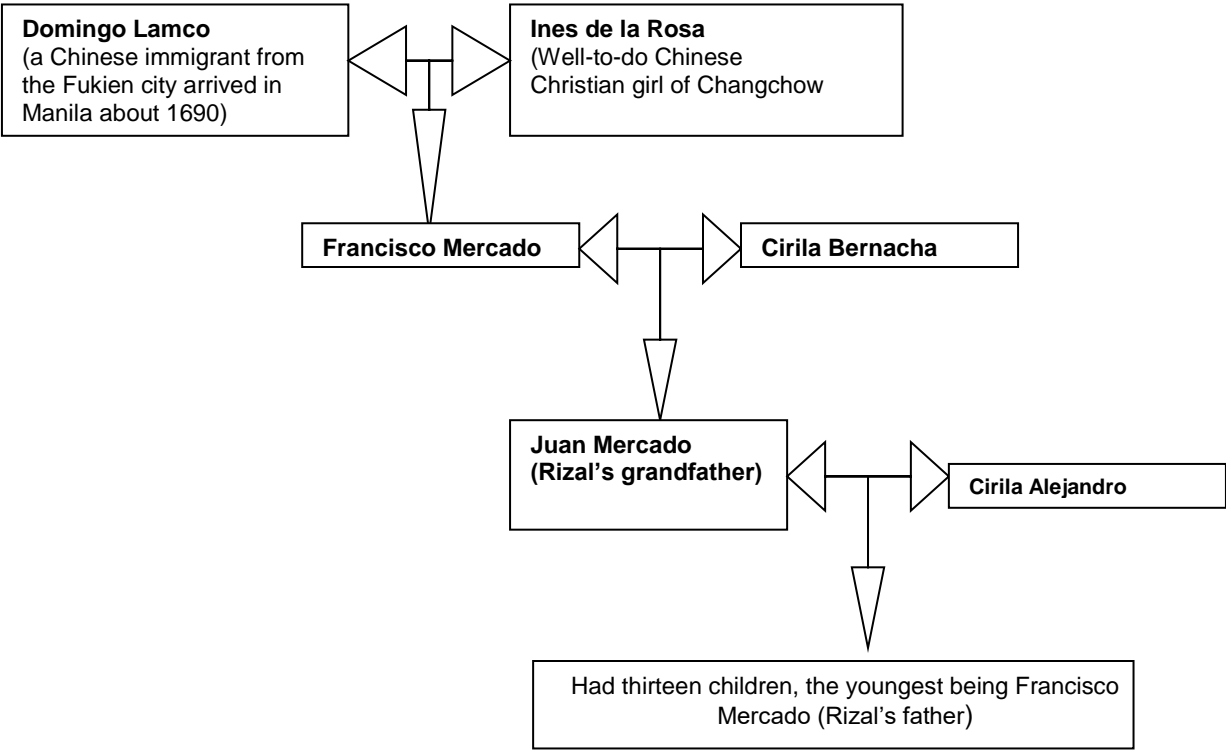 Domingo Lamco
(a Chinese immigrant from
the Fukien city arrived in
Manila about 1690)
Ines de la Rosa
(Well-to-do Chinese
Christian girl of Changchow
Francisco Mercado
Cirila Bernacha
Juan Mercado
(Rizal’s grandfather)
Cirila Alejandro
Had thirteen children, the youngest being Francisco
Mercado (Rizal’s father)